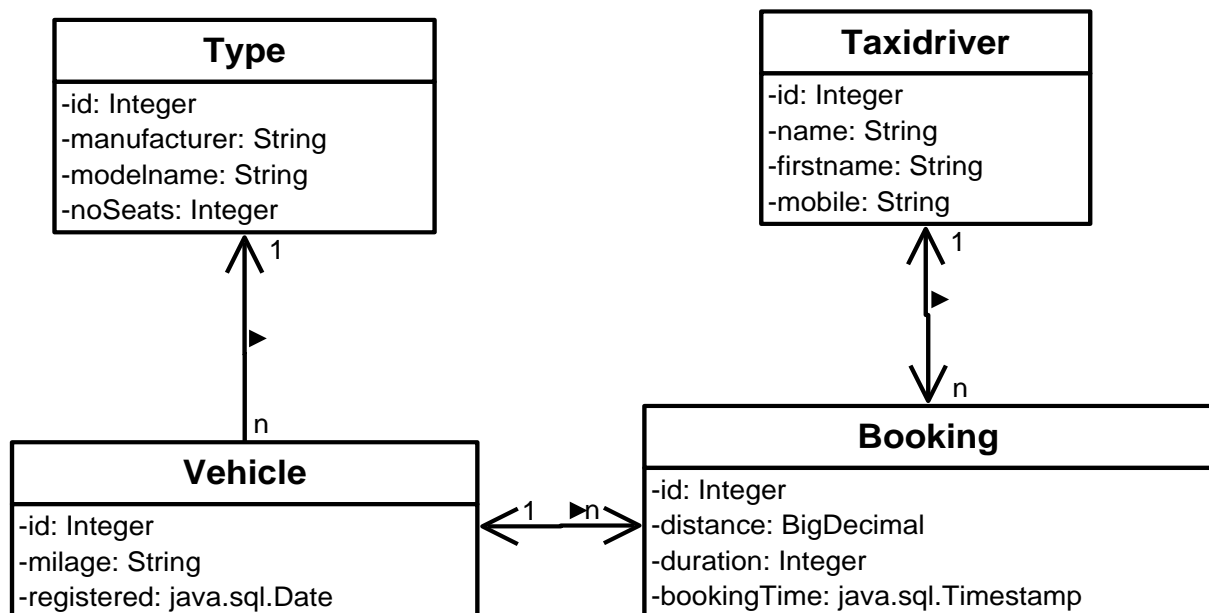 Type
-id: Integer
-manufacturer: String
-modelname: String
-noSeats: Integer
Taxidriver
-id: Integer
-name: String
-firstname: String
-mobile: String
1
n
1
n
Vehicle
-id: Integer
-milage: String
-registered: java.sql.Date
1
n
Booking
-id: Integer
-distance: BigDecimal
-duration: Integer
-bookingTime: java.sql.Timestamp